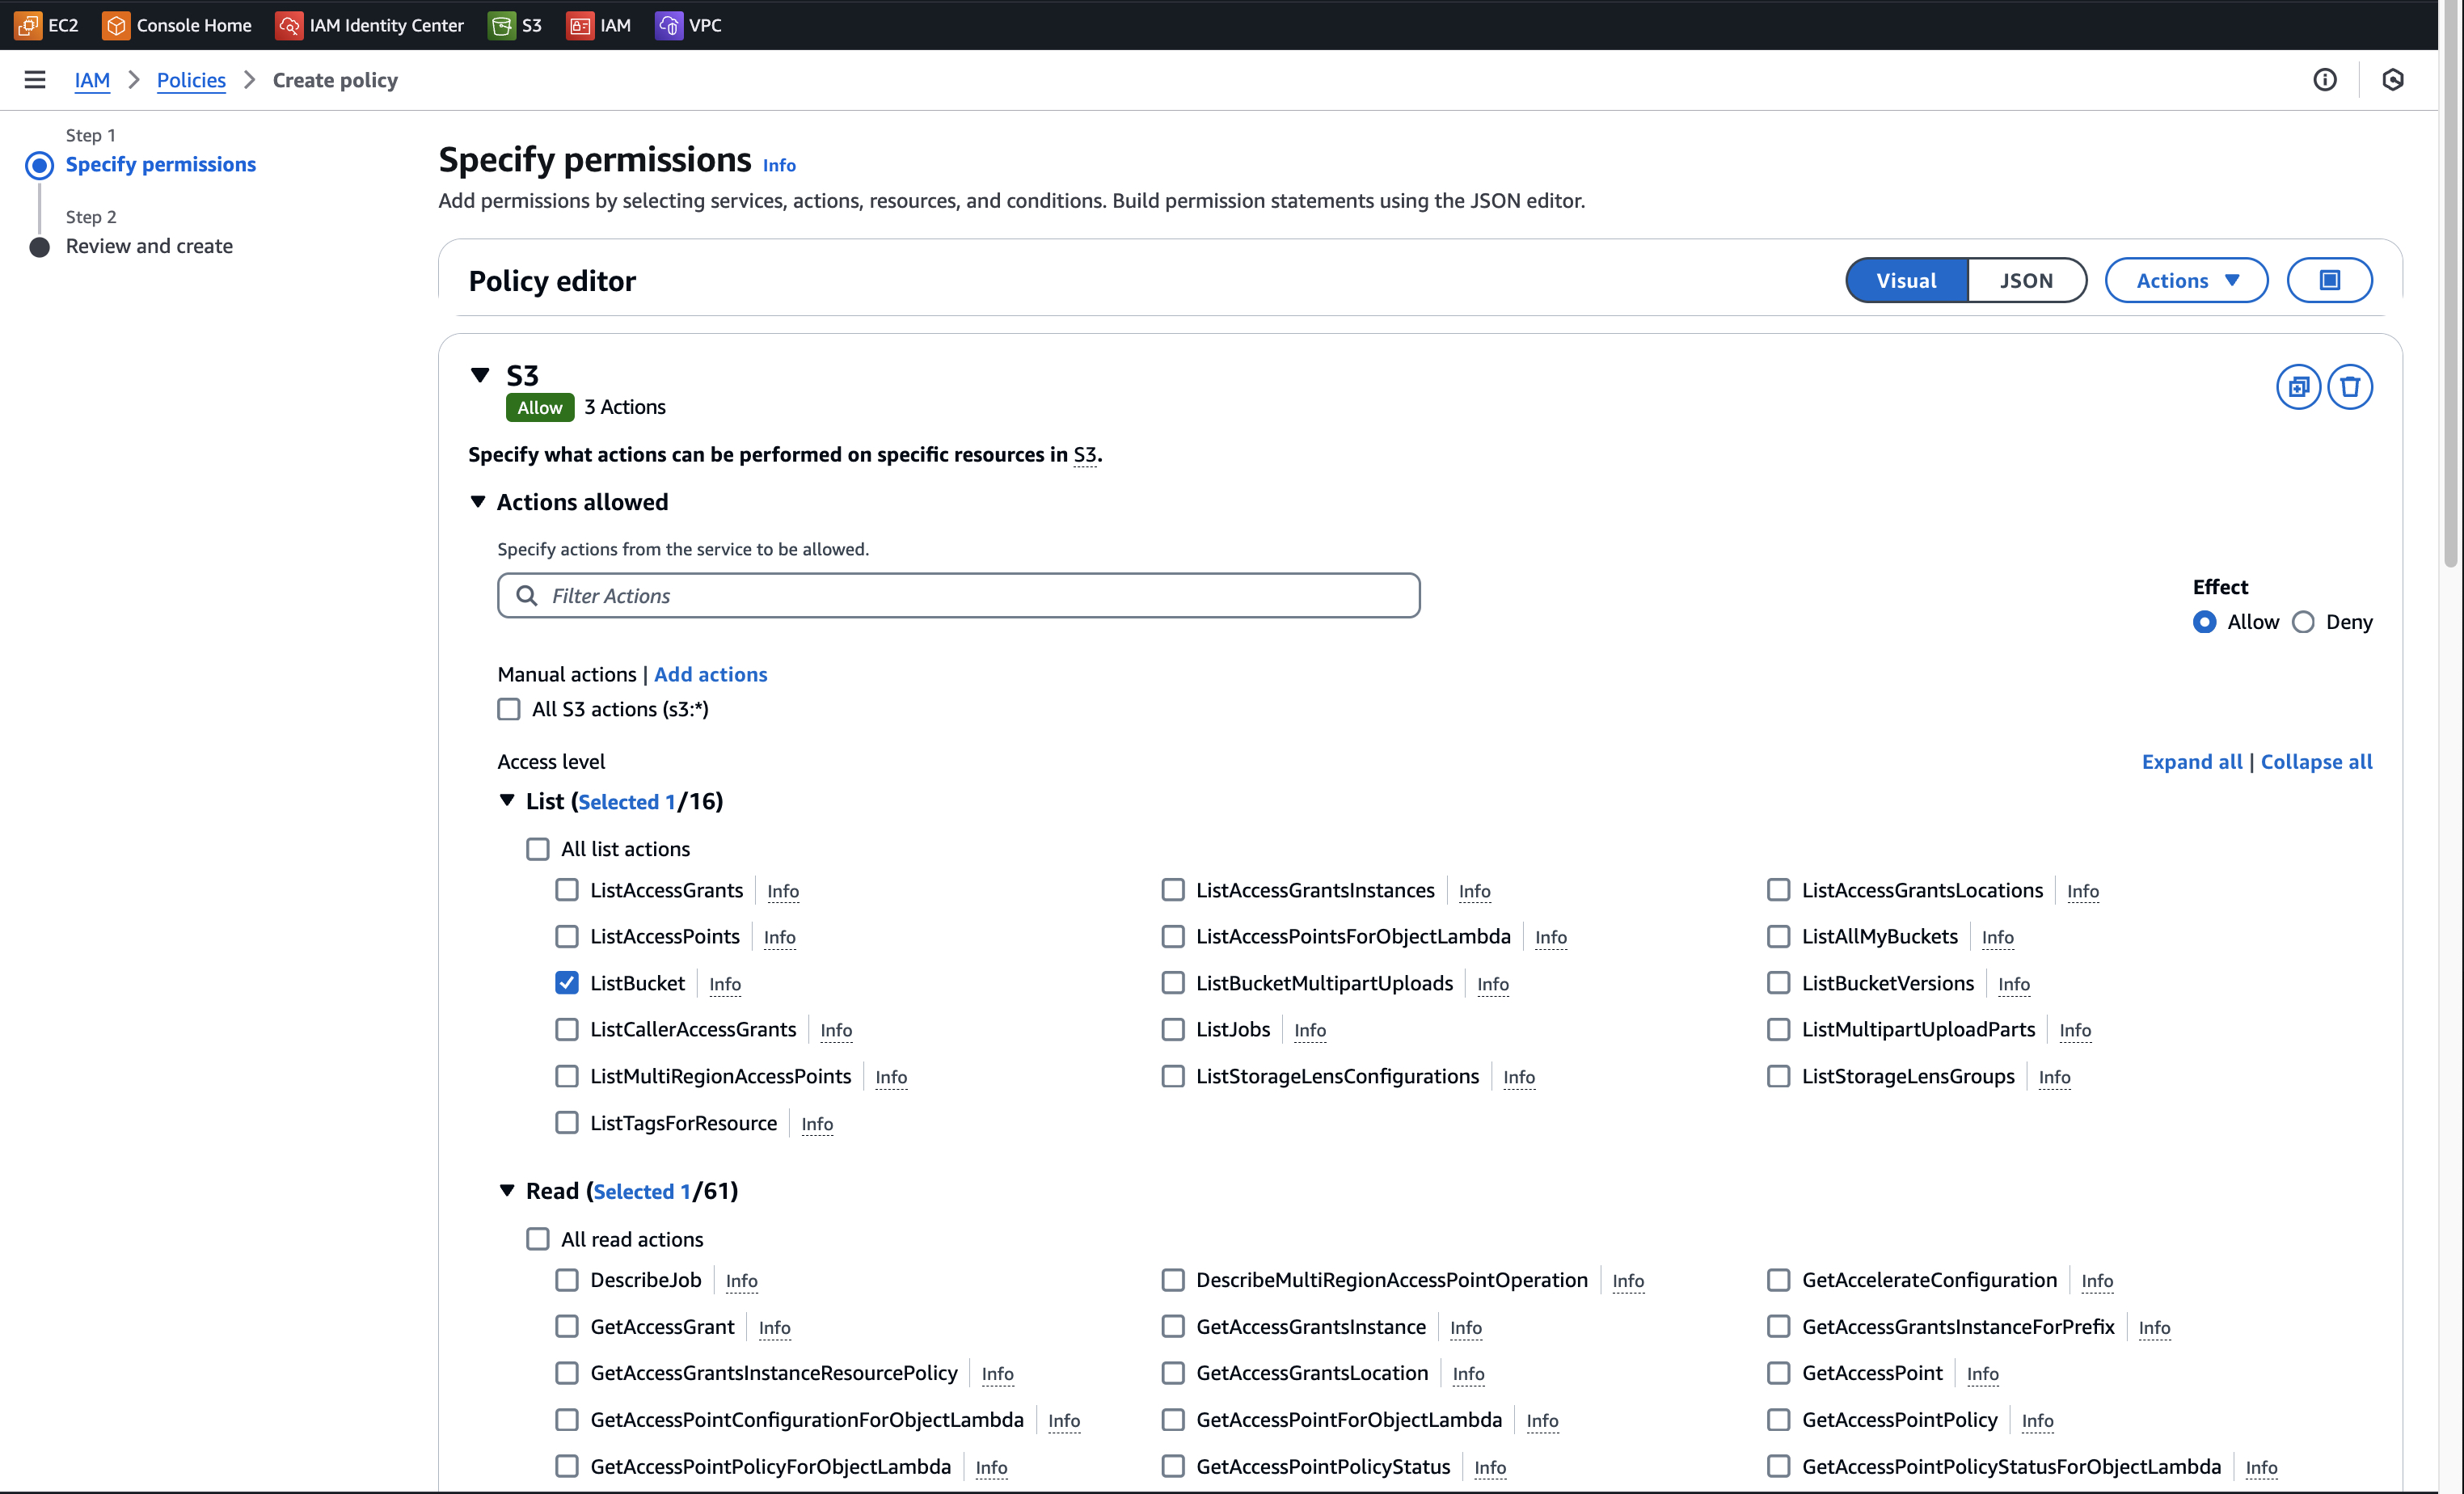 EC2 Console Home IAM Identity Center S3 IAM VPC
IAM Policies Create policy
Step 1
Specify permissions
Step 2
Review and create
Specify permissions Info
Add permissions by selecting services, actions, resources, and conditions. Build permission statements using the JSON editor.
Policy editor
Visual JSON Actions
S3
Allow 3 Actions
Specify what actions can be performed on specific resources in S3.
Actions allowed
Specify actions from the service to be allowed.
Filter Actions
Effect
Allow Deny
Manual actions | Add actions
All S3 actions (s3:*)
Access level
Expand all | Collapse all
List (Selected 1/16)
All list actions
ListAccessGrants Info ListAccessGrantsInstances Info ListAccessGrantsLocations Info
ListAccessPoints Info ListAccessPointsForObjectLambda Info ListAllMyBuckets Info
ListBucket Info ListBucketMultipartUploads Info ListBucketVersions Info
ListCallerAccessGrants Info ListJobs Info ListMultipartUploadParts Info
ListMultiRegionAccessPoints Info ListStorageLensConfigurations Info ListStorageLensGroups Info
ListTagsForResource Info
Read (Selected 1/61)
All read actions
DescribeJob Info DescribeMultiRegionAccessPointOperation Info GetAccelerateConfiguration Info
GetAccessGrant Info GetAccessGrantsInstance Info GetAccessGrantsInstanceForPrefix Info
GetAccessGrantsInstanceResourcePolicy Info GetAccessGrantsLocation Info GetAccessPoint Info
GetAccessPointConfigurationForObjectLambda Info GetAccessPointForObjectLambda Info GetAccessPointPolicy Info
GetAccessPointPolicyForObjectLambda Info GetAccessPointPolicyStatus Info GetAccessPointPolicyStatusForObjectLambda Info